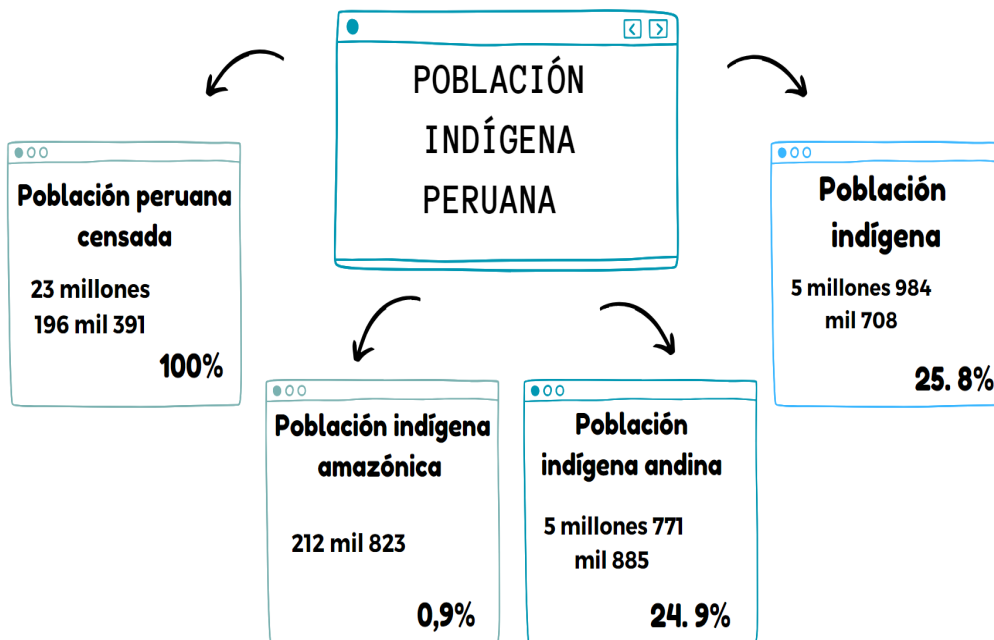 POBLACIÓN
INDÍGENA
PERUANA
Población peruana
censada
23 millones
196 mil 391
100%
Población
indígena
5 millones 984
mil 708
25. 8%
Población indígena
amazónica
212 mil 823
0,9%
Población
indígena andina
5 millones 771
mil 885
24. 9%